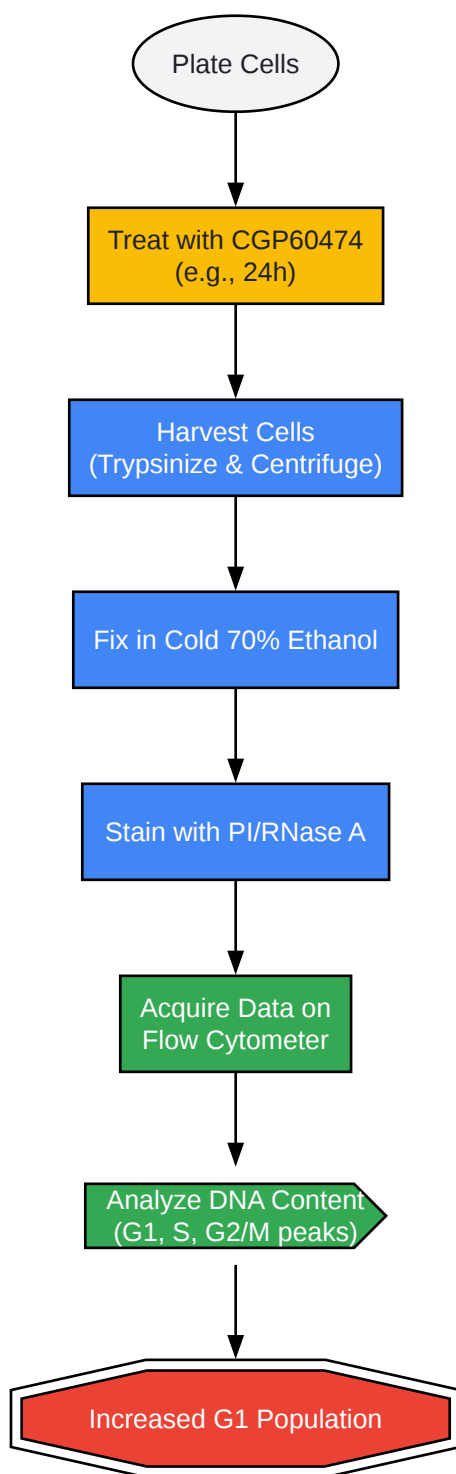 Plate Cells
Treat with CGP60474
(e.g., 24h)
Harvest Cells
(Trypsinize & Centrifuge)
Fix in Cold 70% Ethanol
Stain with PI/RNase A
Acquire Data on
Flow Cytometer
Analyze DNA Content
(G1, S, G2/M peaks)
Increased G1 Population